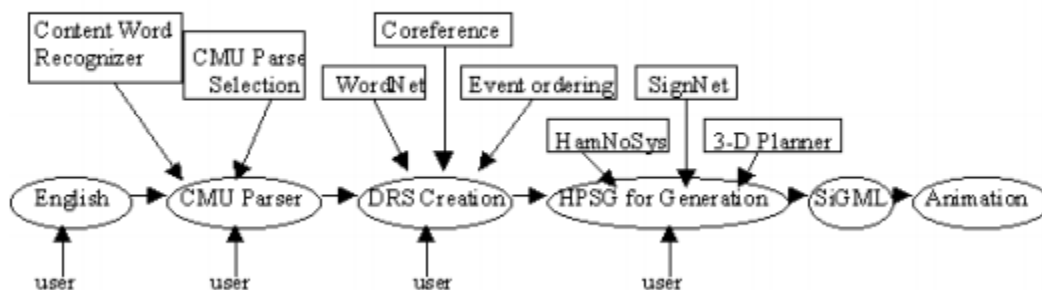 Content Word
Recognizer
CMU Parse
Selection
Coreference
WordNet
Event ordering
SignNet
HamNoSys
3-D Planner
English
CMU Parser
DRS Creation
HPSG for Generation
SiGML
Animation
user
user
user
user